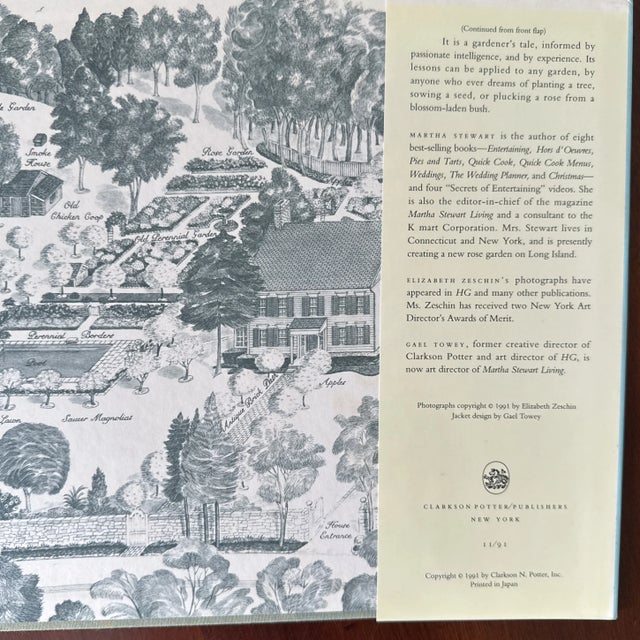 le Garden
Smoke
House
Rose Garden
Old
Chicken Coop
Old Perennial Garden
Perennial Borders
Pool
Apples
Antique Brick Path
Lawn
Saucer Magnolias
House
Entrance
(Continued from front flap)
It is a gardener's tale, informed by
passionate intelligence, and by experience. Its
lessons can be applied to any garden, by
anyone who ever dreams of planting a tree,
sowing a seed, or plucking a rose from a
blossom-laden bush.
MARTHA STEWART is the author of eight
best-selling books—Entertaining, Hors d'Oeuvres,
Pies and Tarts, Quick Cook, Quick Cook Menus,
Weddings, The Wedding Planner, and Christmas—
and four "Secrets of Entertaining" videos. She
is also the editor-in-chief of the magazine
Martha Stewart Living and a consultant to the
K mart Corporation. Mrs. Stewart lives in
Connecticut and New York, and is presently
creating a new rose garden on Long Island.
ELIZABETH ZESCHIN's photographs have
appeared in HG and many other publications.
Ms. Zeschin has received two New York Art
Director's Awards of Merit.
GAEL TOWEY, former creative director of
Clarkson Potter and art director of HG, is
now art director of Martha Stewart Living.
Photographs copyright © 1991 by Elizabeth Zeschin
Jacket design by Gael Towey
CLARKSON POTTER/PUBLISHERS
NEW YORK
11/91
Copyright © 1991 by Clarkson N. Potter, Inc.
Printed in Japan